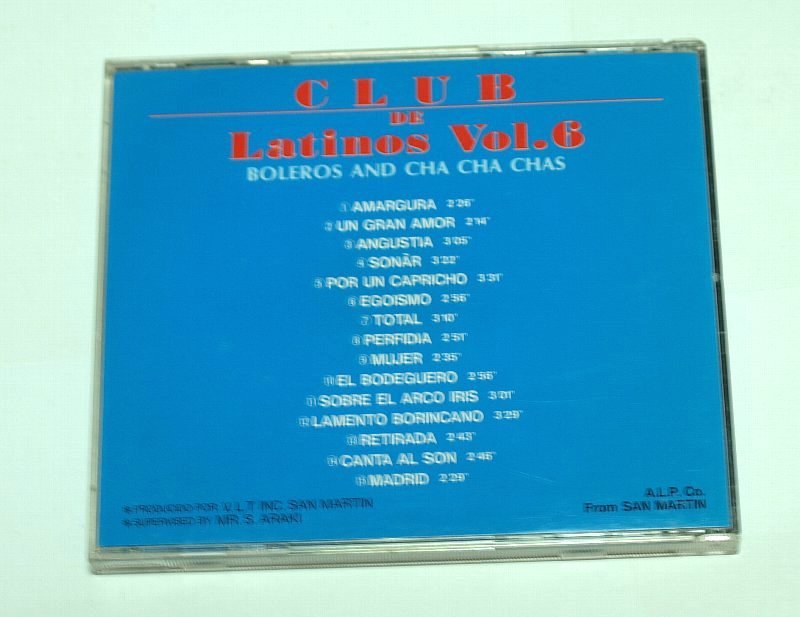 CLUB
DE
Latinos Vol.6
BOLEROS AND CHA CHA CHAS
1 AMARGURA 2'26"
2 UN GRAN AMOR 2'14"
3 ANGUSTIA 3'05"
4 SONÃR 3'22"
5 POR UN CAPRICHO 3'31"
6 EGOISMO 2'56"
7 TOTAL 3'10"
8 PERFIDIA 2'51"
9 MUJER 2'35"
10 EL BODEGUERO 2'56"
11 SOBRE EL ARCO IRIS 3'01"
12 LAMENTO BORINCANO 3'29"
13 RETIRADA 2'43"
14 CANTA AL SON 2'46"
15 MADRID 2'29"
※PRODUCIDO POR V.L.T INC. SAN MARTIN
※SUPERVISED BY MR. S. ARAKI
A.L.P. Co.
From SAN MARTIN